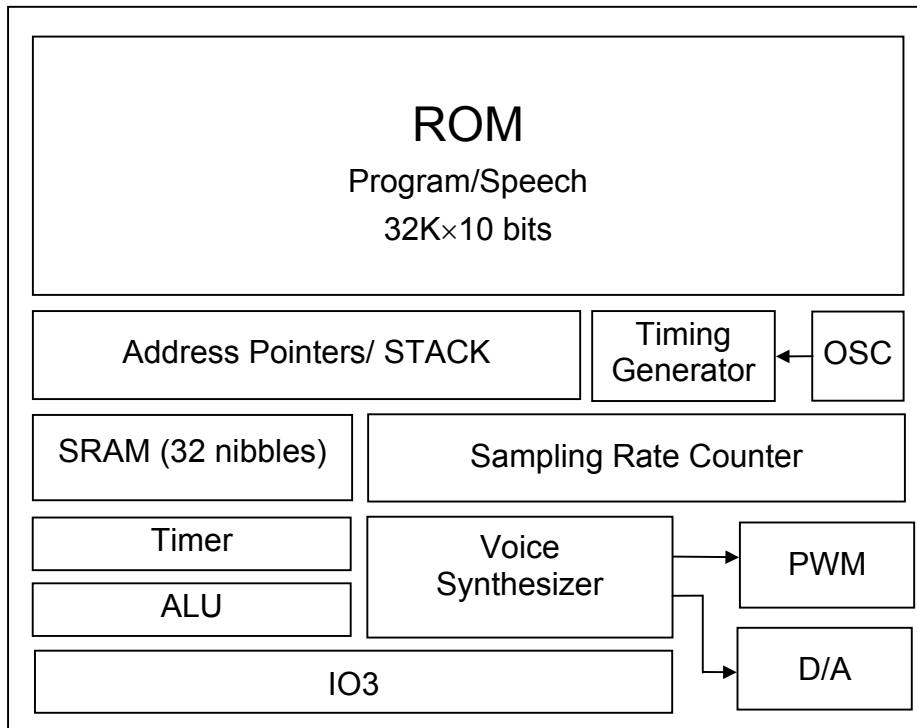 ROM
Program/Speech
32K×10 bits
Address Pointers/ STACK
Timing
Generator
OSC
SRAM (32 nibbles)
Sampling Rate Counter
Timer
Voice
Synthesizer
PWM
ALU
D/A
IO3